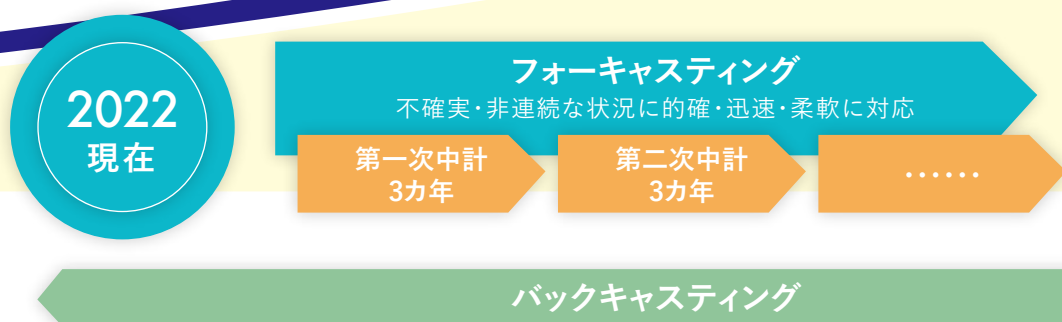 2022
現在
フォーキャスティング
不確実・非連続な状況に的確・迅速・柔軟に対応
第一次中計
3カ年
第二次中計
3カ年
……
バックキャスティング